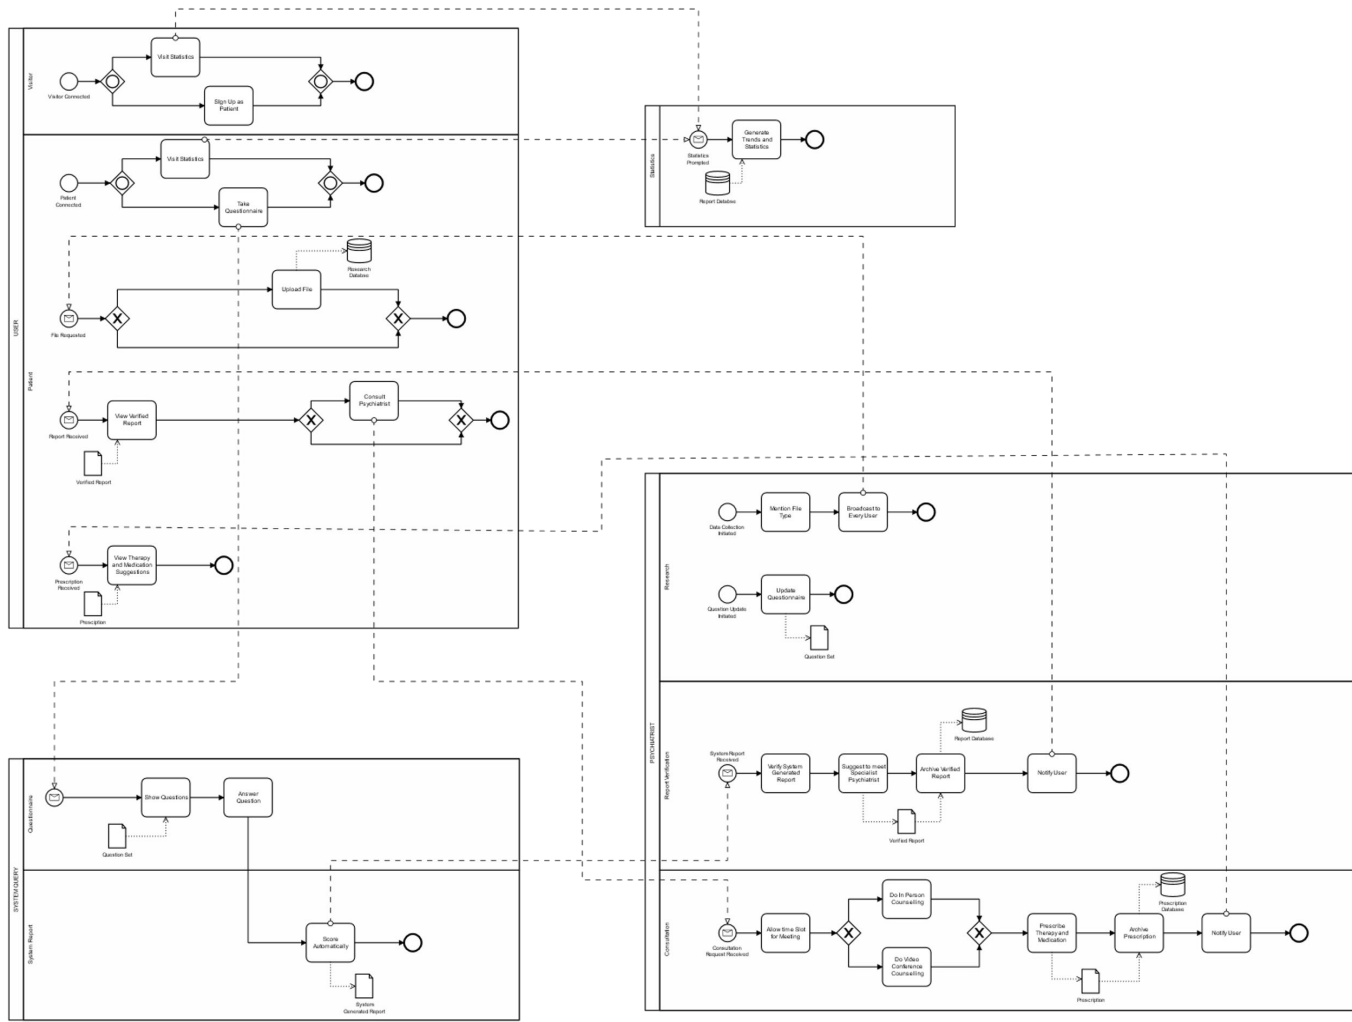 USER
Visitor
Visitor Connected
Visit Statistics
Sign Up as
Patient
Patient
Patient
Connected
Visit Statistics
Take
Questionnaire
File Requested
Upload File
Research
Databse
Report Received
View Verified
Report
Verified Report
Consult
Psychiatrist
Prescription
Received
View Therapy
and Medication
Suggestions
Prescription
Statistics
Statistics
Prompted
Generate
Trends and
Statistics
Report Databse
SYSTEM QUERY
Questionnaire
Show Questions
Answer
Question
Question Set
System Report
Score
Automatically
System
Generated Report
PSYCHIATRIST
Research
Data Collection
Initiated
Mention File
Type
Broadcast to
Every User
Question Update
Initiated
Update
Questionnaire
Question Set
Report Verification
System Report
Received
Verify System
Generated
Report
Suggest to meet
Specialist
Psychiatrist
Archive Verified
Report
Report Database
Verified Report
Notify User
Consultation
Consultation
Request Received
Allow time Slot
for Meeting
Do In Person
Counselling
Do Video
Conference
Counselling
Prescribe
Therapy and
Medication
Prescription
Archive
Prescription
Prescription
Database
Notify User